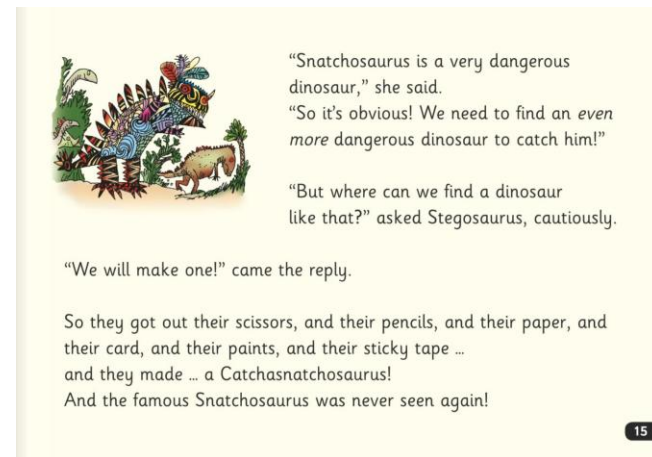 “Snatchosaurus is a very dangerous
dinosaur,” she said.
“So it’s obvious! We need to find an even
more dangerous dinosaur to catch him!”
“But where can we find a dinosaur
like that?” asked Stegosaurus, cautiously.
“We will make one!” came the reply.
So they got out their scissors, and their pencils, and their paper, and
their card, and their paints, and their sticky tape ...
and they made ... a Catchasnatchosaurus!
And the famous Snatchosaurus was never seen again!
15